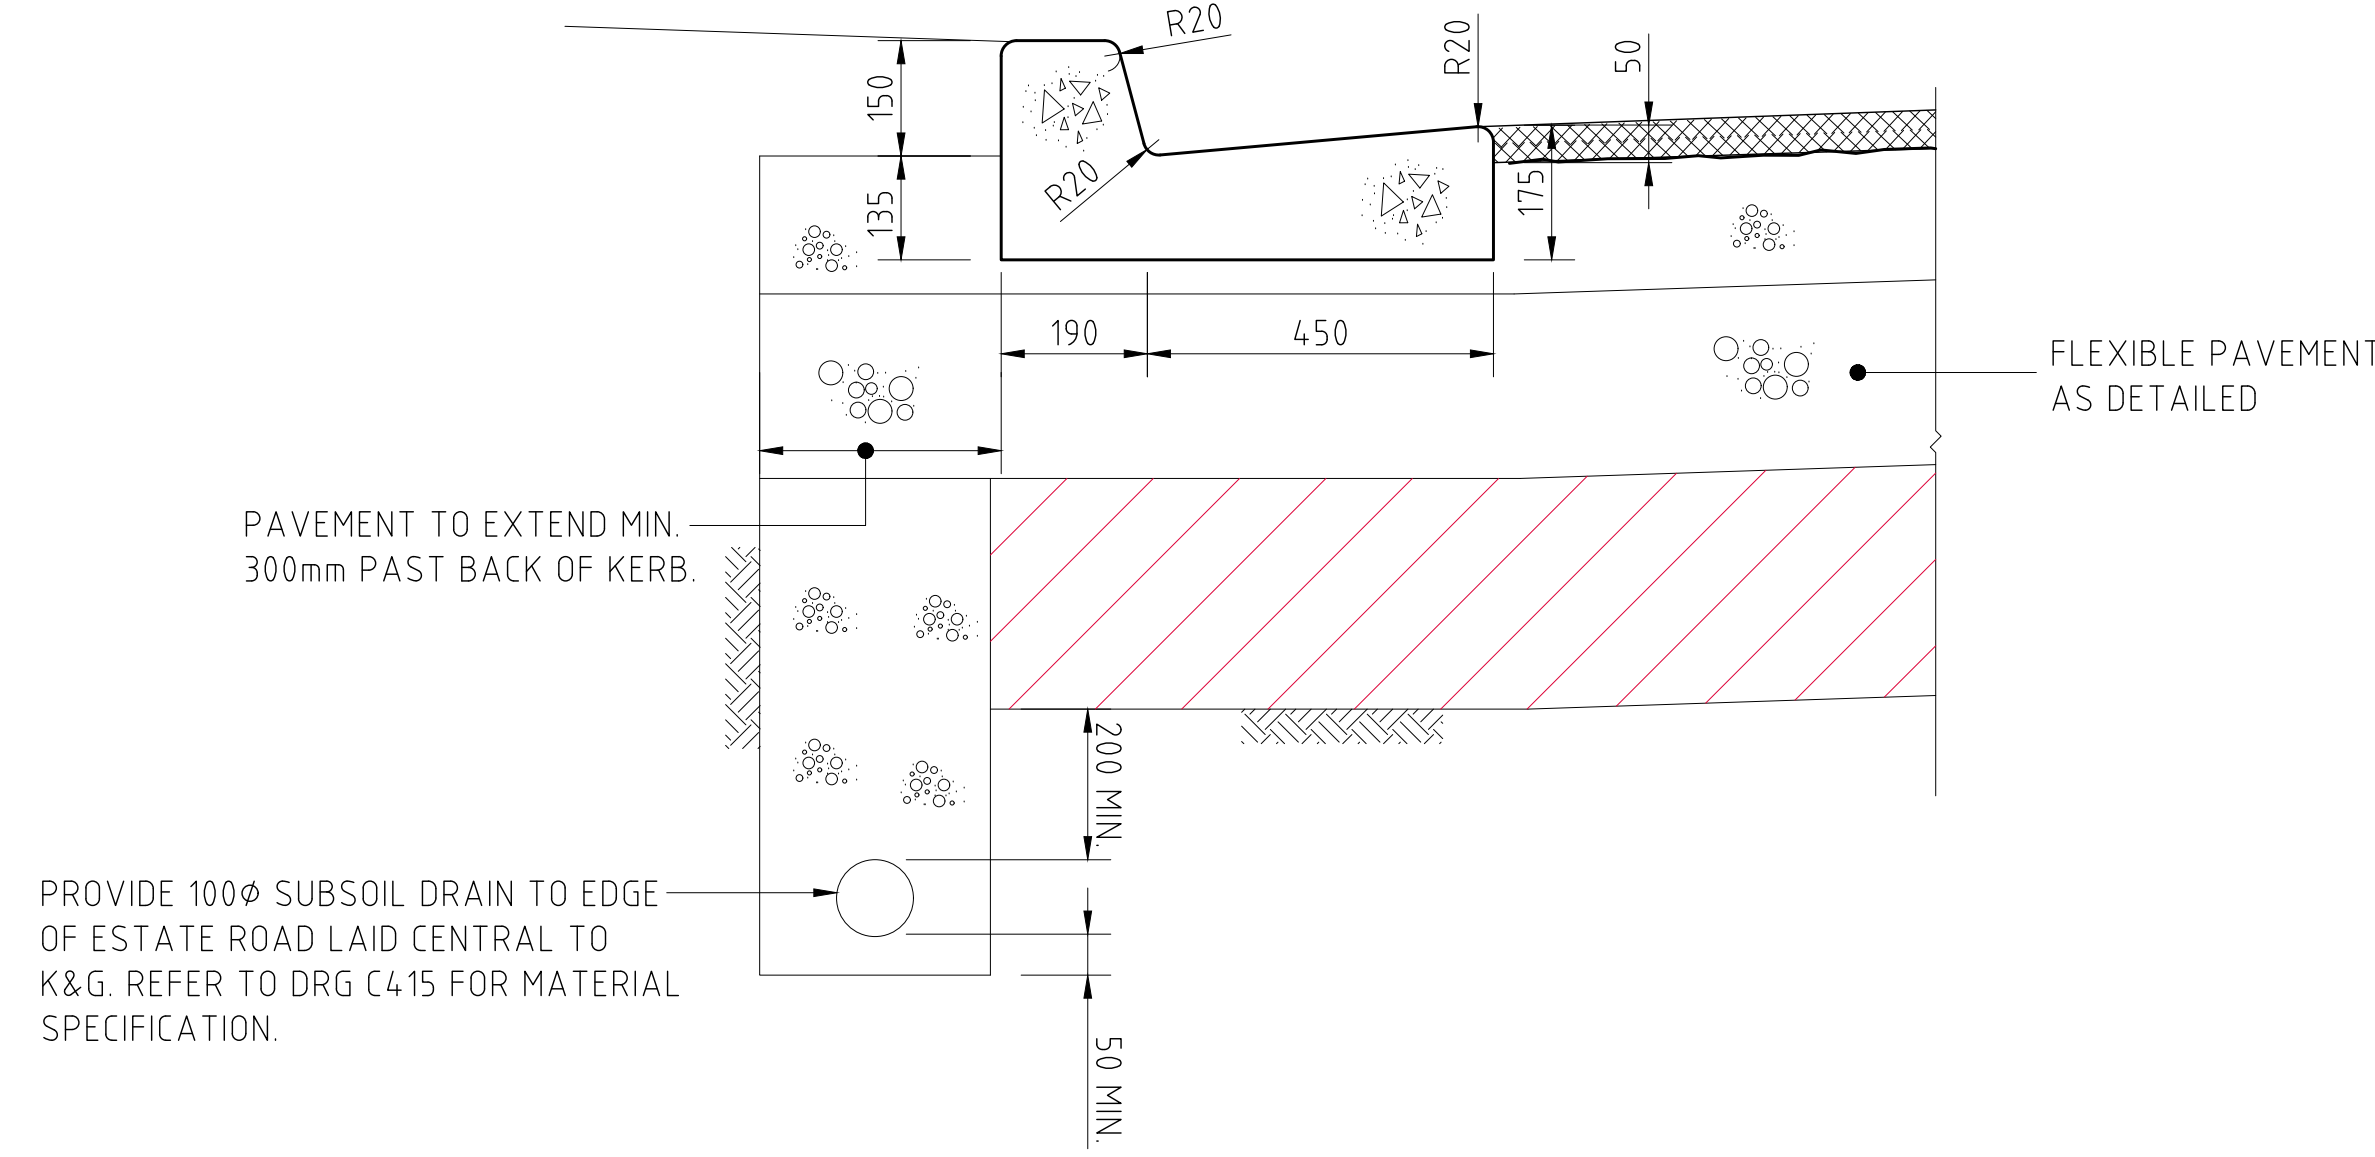 R20
R20
50
150
175
R20
135
190
450
FLEXIBLE PAVEMENT
AS DETAILED
PAVEMENT TO EXTEND MIN.
300mm PAST BACK OF KERB.
200 MIN.
PROVIDE 100ø SUBSOIL DRAIN TO EDGE
OF ESTATE ROAD LAID CENTRAL TO
K&G. REFER TO DRG C415 FOR MATERIAL
SPECIFICATION.
50 MIN.